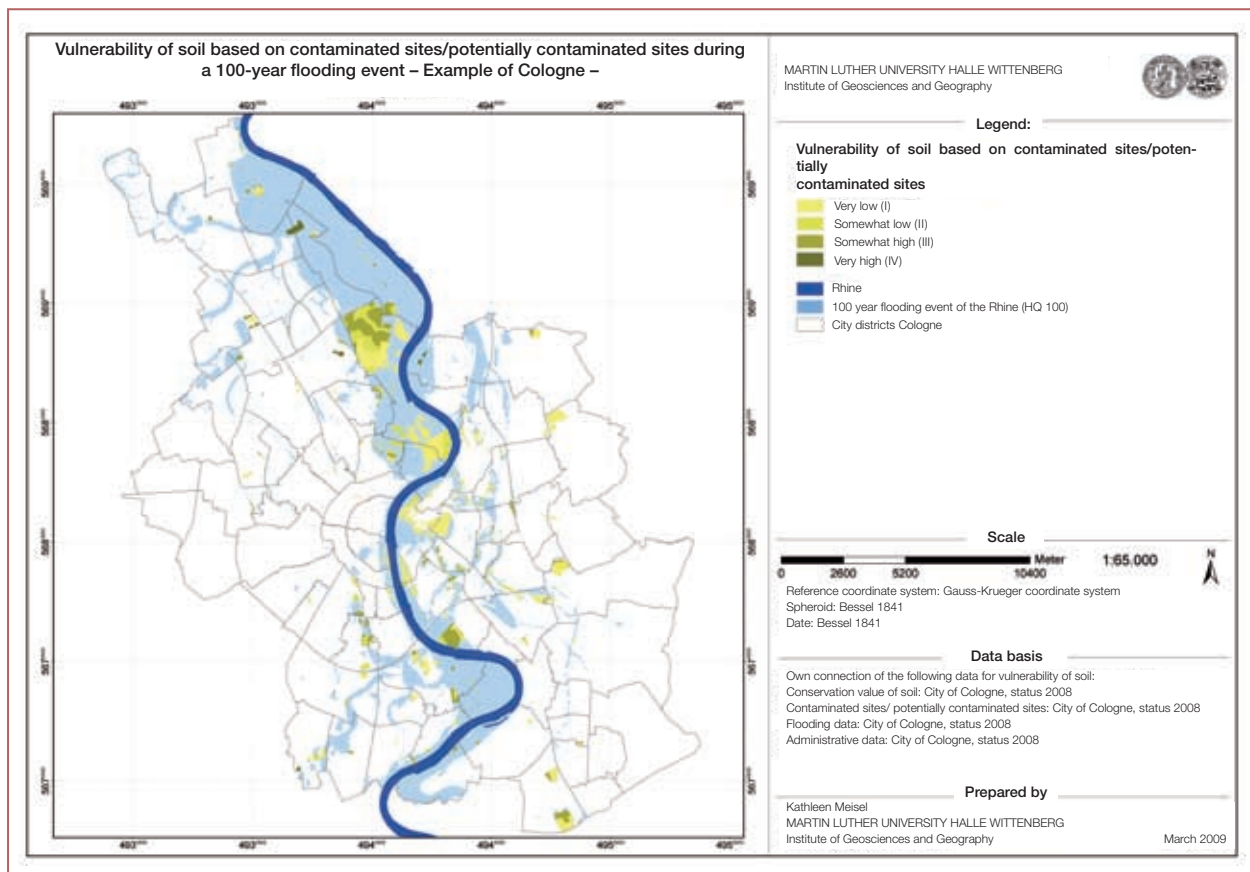 Vulnerability of soil based on contaminated sites/potentially contaminated sites during
a 100-year flooding event – Example of Cologne –
MARTIN LUTHER UNIVERSITY HALLE WITTENBERG
Institute of Geosciences and Geography
Legend:
Vulnerability of soil based on contaminated sites/poten-
tially
contaminated sites
Very low (I)
Somewhat low (II)
Somewhat high (III)
Very high (IV)
Rhine
100 year flooding event of the Rhine (HQ 100)
City districts Cologne
Scale
Meter 1:65.000 N
0 2600 5200 10400
Reference coordinate system: Gauss-Krueger coordinate system
Spheroid: Bessel 1841
Date: Bessel 1841
Data basis
Own connection of the following data for vulnerability of soil:
Conservation value of soil: City of Cologne, status 2008
Contaminated sites/ potentially contaminated sites: City of Cologne, status 2008
Flooding data: City of Cologne, status 2008
Administrative data: City of Cologne, status 2008
Prepared by
Kathleen Meisel
MARTIN LUTHER UNIVERSITY HALLE WITTENBERG
Institute of Geosciences and Geography March 2009